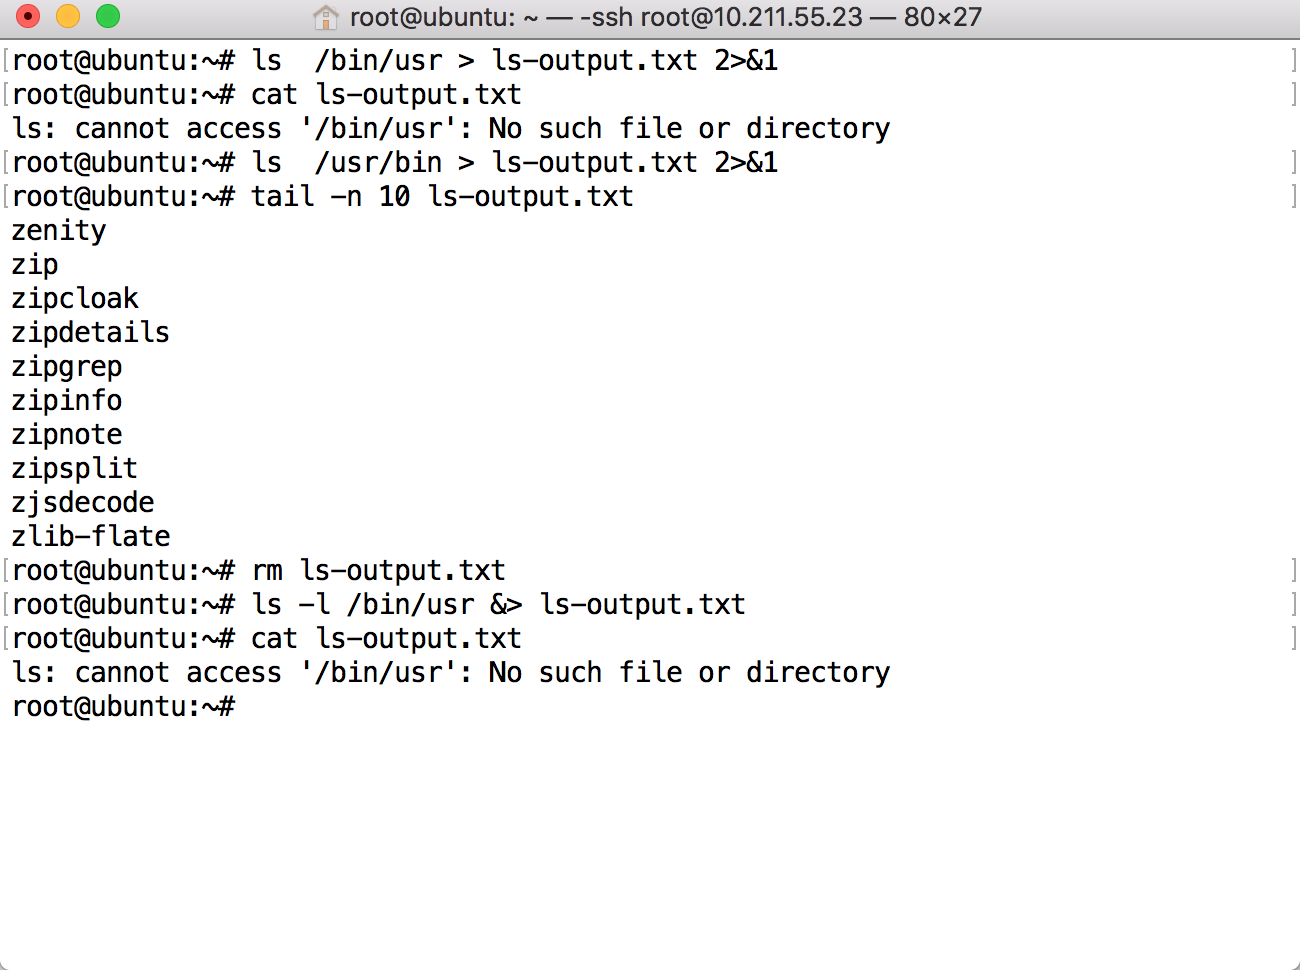 root@ubuntu: ~ — -ssh root@10.211.55.23 — 80×27
[root@ubuntu:~# ls  /bin/usr > ls-output.txt 2>&1 ]
[root@ubuntu:~# cat ls-output.txt ]
ls: cannot access '/bin/usr': No such file or directory
[root@ubuntu:~# ls  /usr/bin > ls-output.txt 2>&1 ]
[root@ubuntu:~# tail -n 10 ls-output.txt ]
zenity
zip
zipcloak
zipdetails
zipgrep
zipinfo
zipnote
zipsplit
zjsdecode
zlib-flate
[root@ubuntu:~# rm ls-output.txt ]
[root@ubuntu:~# ls -l /bin/usr &> ls-output.txt ]
[root@ubuntu:~# cat ls-output.txt ]
ls: cannot access '/bin/usr': No such file or directory
root@ubuntu:~#